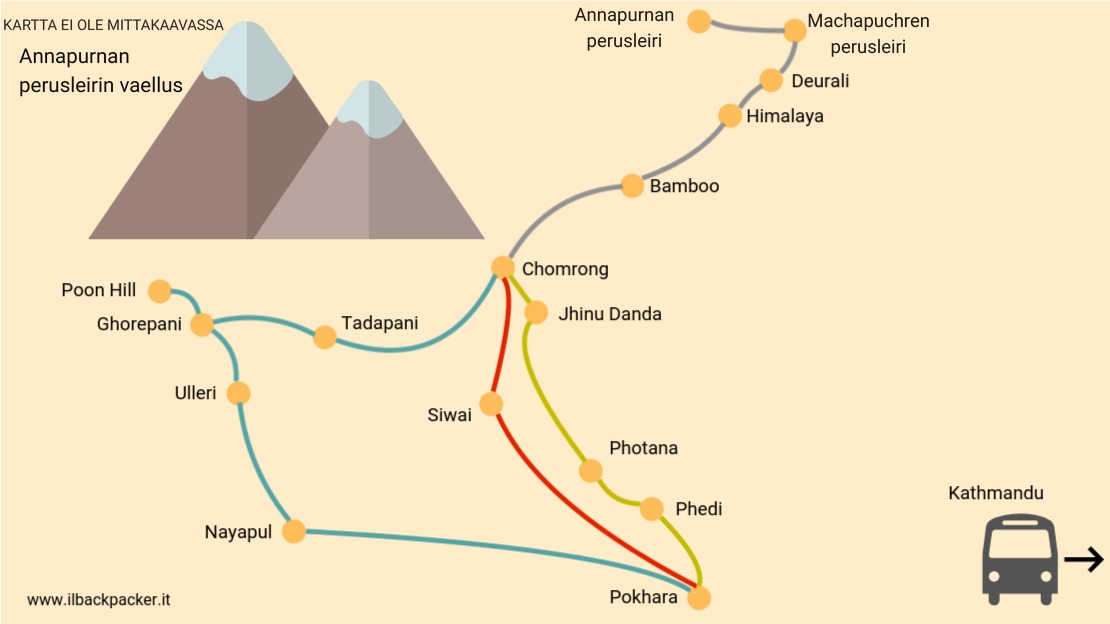 KARTTA EI OLE MITTAKAAVASSA
Annapurnan
perusleirin vaellus
Annapurnan
perusleiri
Machapuchren
perusleiri
Deurali
Himalaya
Bamboo
Chomrong
Poon Hill
Ghorepani
Tadapani
Jhinu Danda
Ulleri
Siwai
Photana
Kathmandu
Phedi
Nayapul
Pokhara
www.ilbackpacker.it